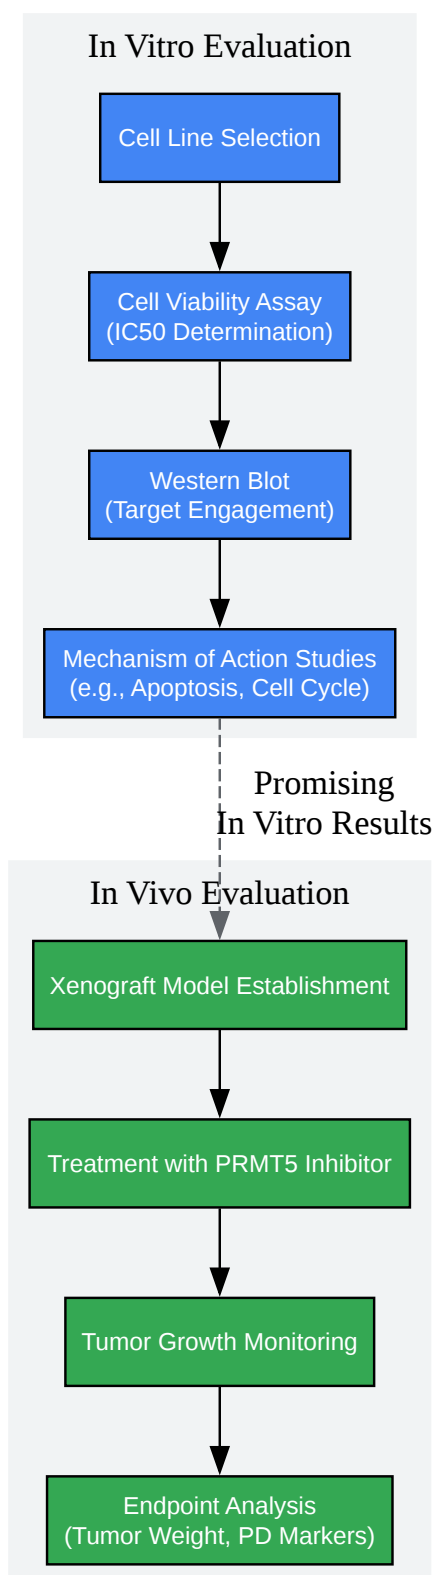 In Vitro Evaluation
Cell Line Selection
Cell Viability Assay
(IC50 Determination)
Western Blot
(Target Engagement)
Mechanism of Action Studies
(e.g., Apoptosis, Cell Cycle)
Promising
In Vitro Results
In Vivo Evaluation
Xenograft Model Establishment
Treatment with PRMT5 Inhibitor
Tumor Growth Monitoring
Endpoint Analysis
(Tumor Weight, PD Markers)